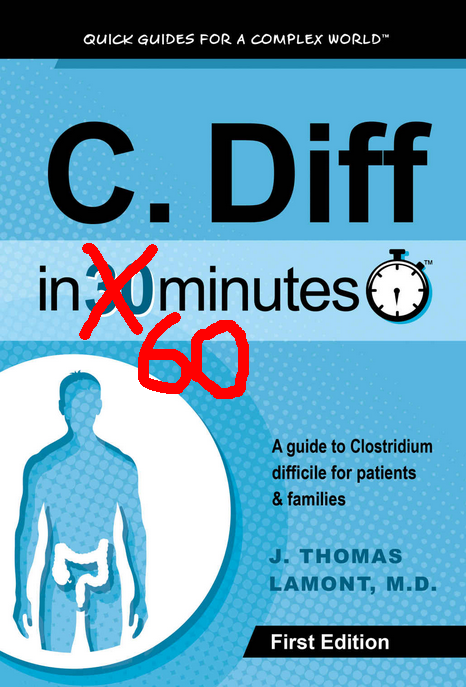 QUICK GUIDES FOR A COMPLEX WORLD™
C. Diff
in 30 minutes™
60
A guide to Clostridium
difficile for patients
& families
J. THOMAS
LAMONT, M.D.
First Edition